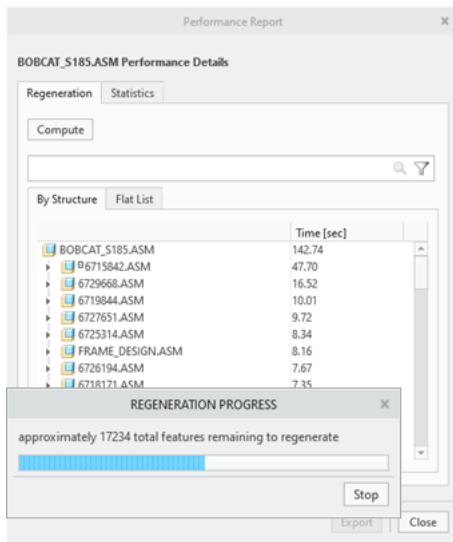 Performance Report
BOBCAT_S185.ASM Performance Details
Regeneration Statistics
Compute
By Structure Flat List
Time [sec]
BOBCAT_S185.ASM 142.74
6715842.ASM 47.70
6729668.ASM 16.52
6719844.ASM 10.01
6727651.ASM 9.72
6725314.ASM 8.34
FRAME_DESIGN.ASM 8.16
6726194.ASM 7.67
6718171.ASM 7.35
REGENERATION PROGRESS
approximately 17234 total features remaining to regenerate
Stop
Export Close